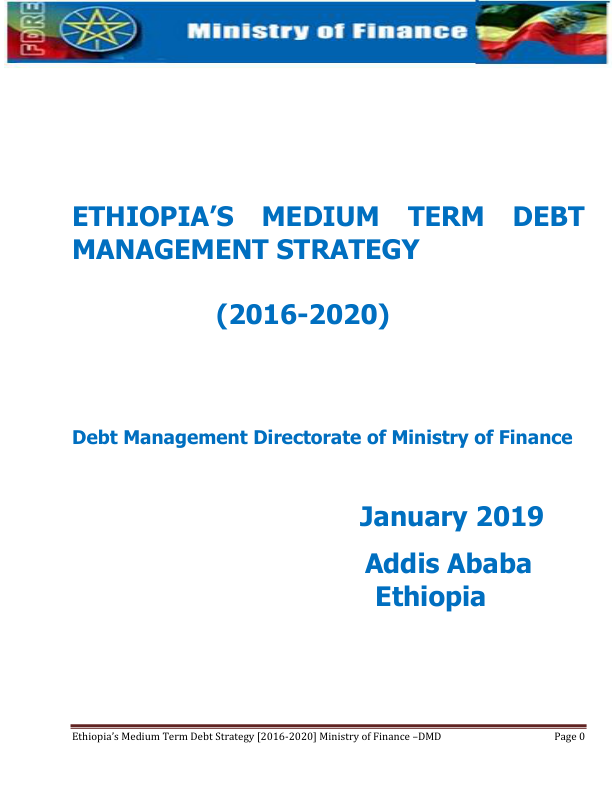 FDRE
Ministry of Finance
ETHIOPIA’S MEDIUM TERM DEBT
MANAGEMENT STRATEGY
(2016-2020)
Debt Management Directorate of Ministry of Finance
January 2019
Addis Ababa
Ethiopia
Ethiopia’s Medium Term Debt Strategy [2016-2020] Ministry of Finance –DMD Page 0